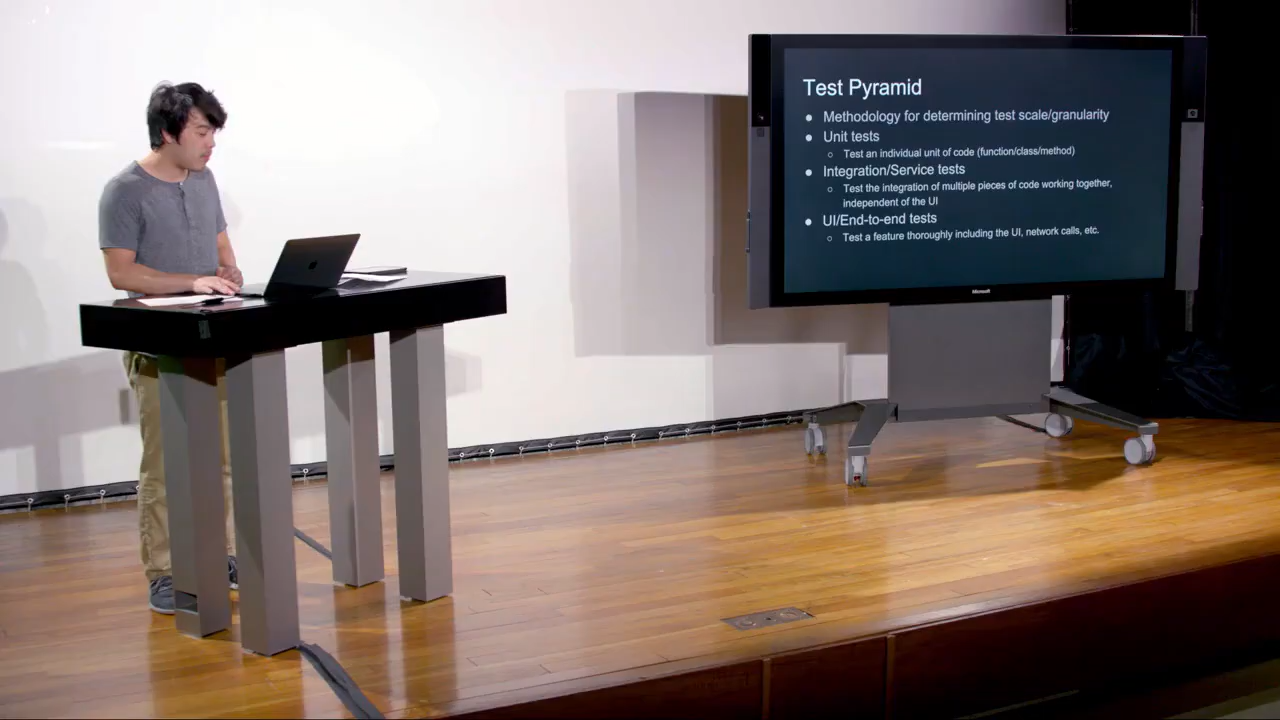 Test Pyramid
● Methodology for determining test scale/granularity
● Unit tests
○ Test an individual unit of code (function/class/method)
● Integration/Service tests
○ Test the integration of multiple pieces of code working together,
independent of the UI
● UI/End-to-end tests
○ Test a feature thoroughly including the UI, network calls, etc.
Microsoft